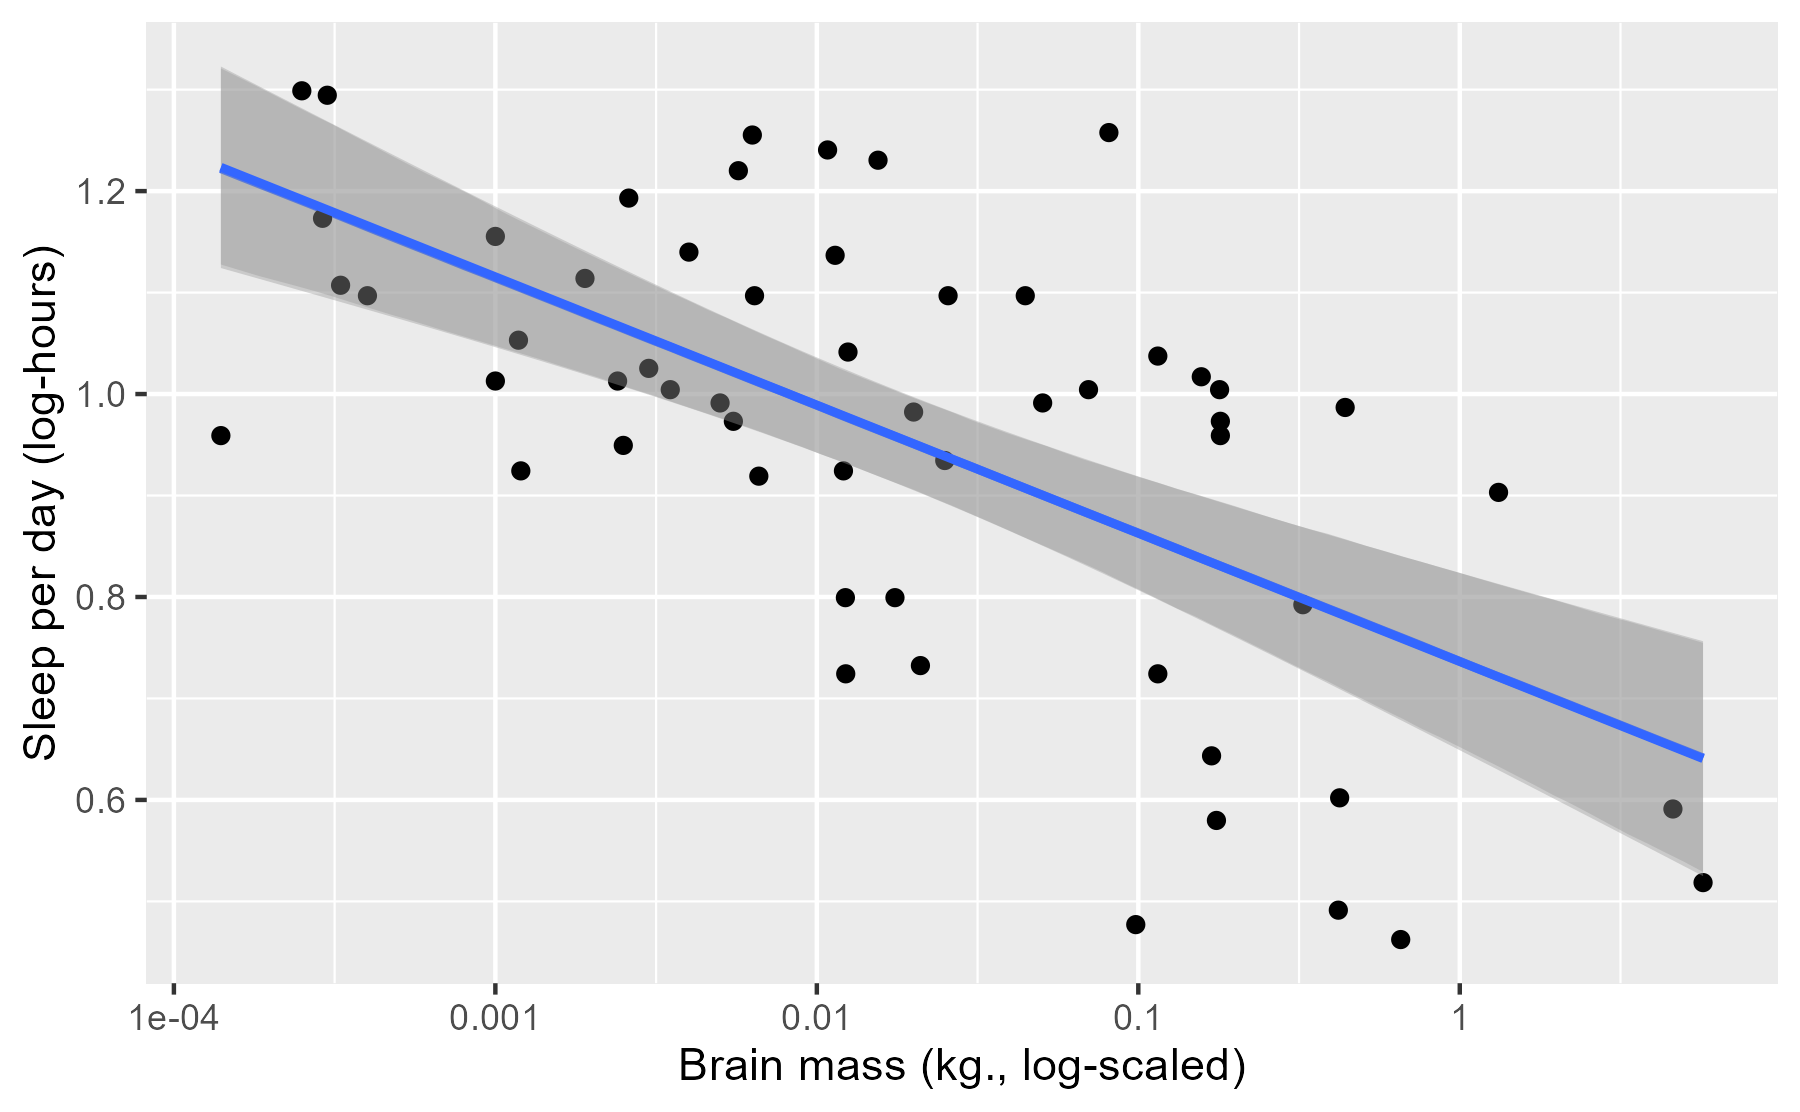 Sleep per day (log-hours)
1.2
1.0
0.8
0.6
1e-04
0.001
0.01
0.1
1
Brain mass (kg., log-scaled)